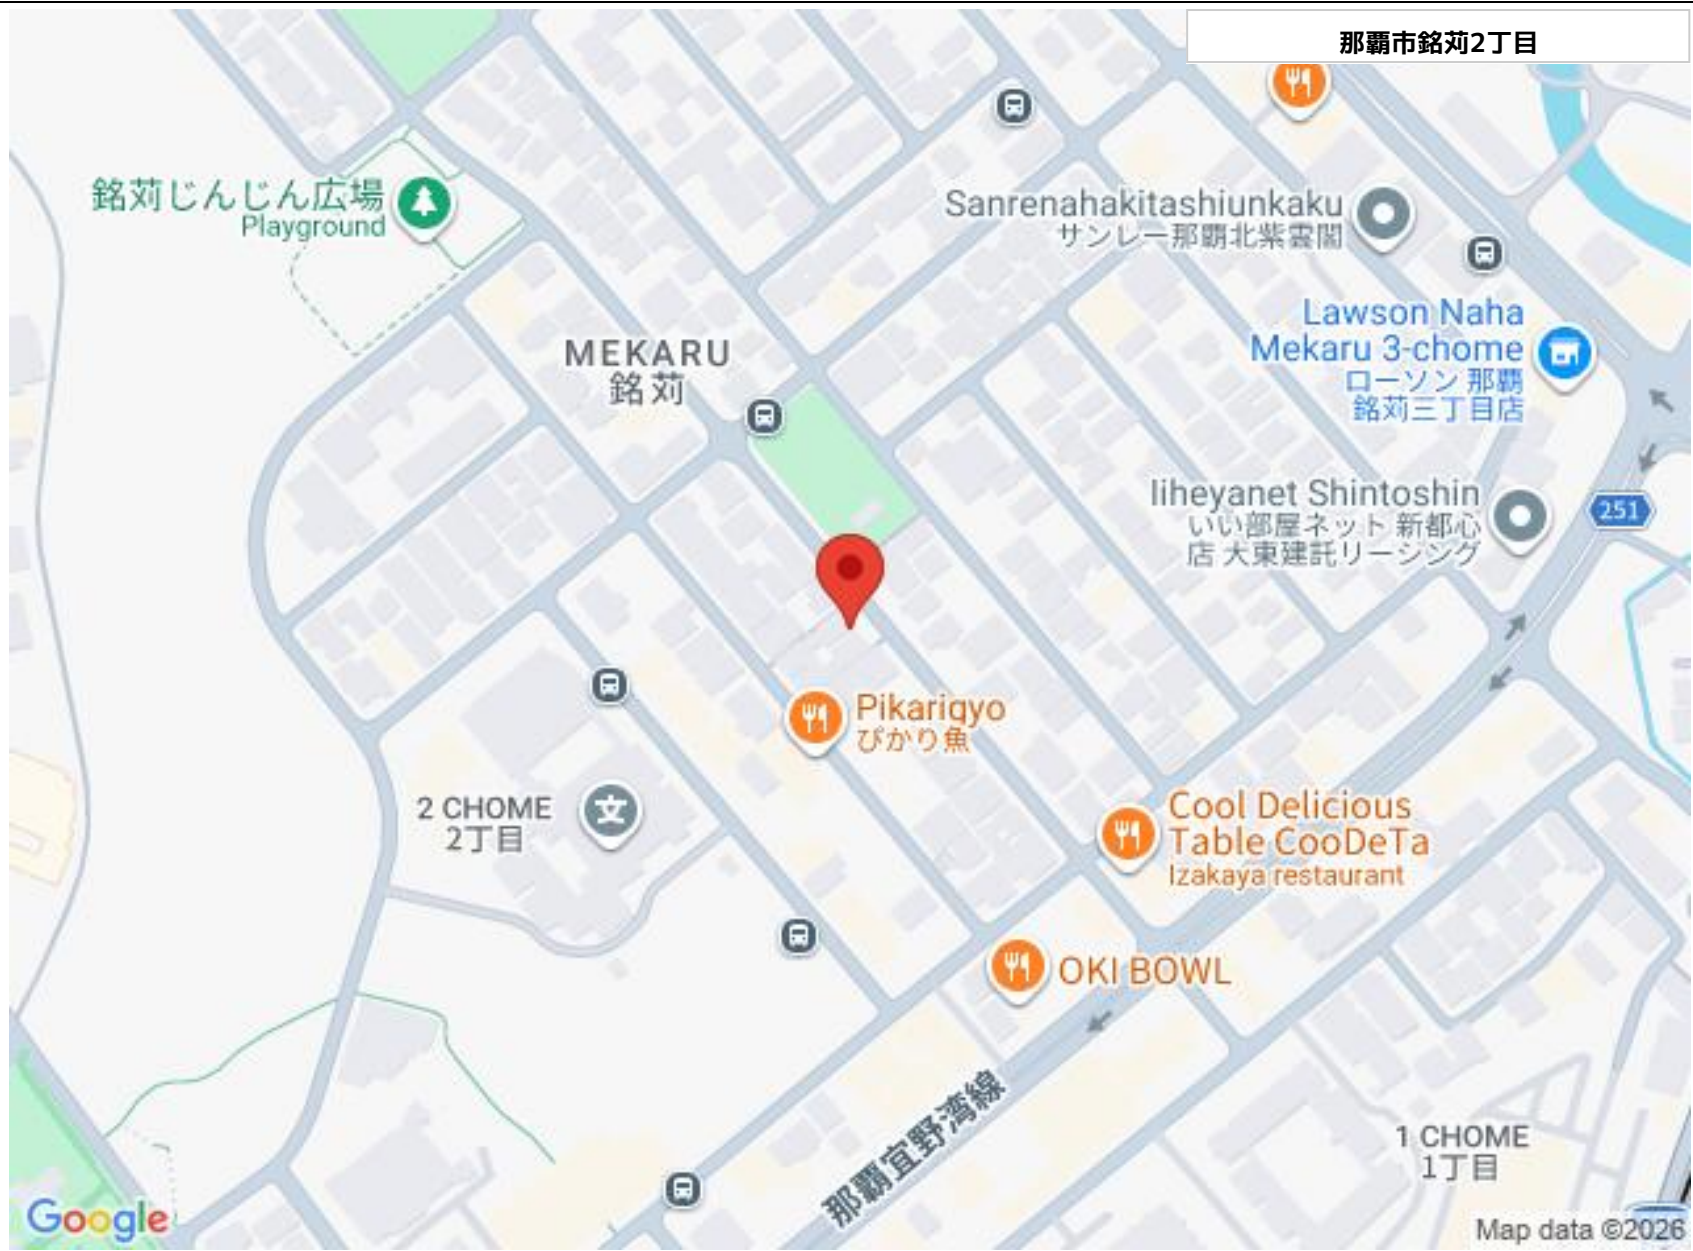 那覇市銘苅2丁目
銘苅じんじん広場
Playground
Sanrenahakitashiunkaku
サンレー那覇北紫雲閣
Lawson Naha
Mekaru 3-chome
ローソン 那覇
銘苅三丁目店
MEKARU
銘苅
Iiheyanet Shintoshin
いい部屋ネット 新都心
店 大東建託リーシング
251
Pikarigyo
ぴかり魚
2 CHOME
2丁目
文
Cool Delicious
Table CooDeTa
Izakaya restaurant
OKI BOWL
那覇宜野湾線
1 CHOME
1丁目
Google
Map data ©2026